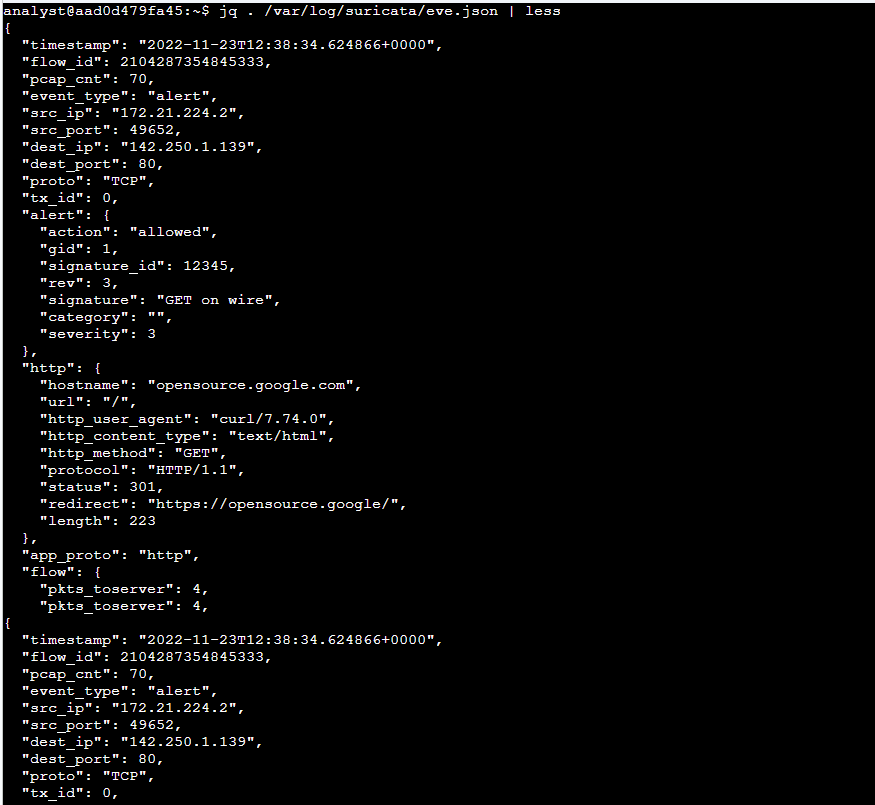 analyst@aad0d479fa45:~$ jq . /var/log/suricata/eve.json | less
{
  "timestamp": "2022-11-23T12:38:34.624866+0000",
  "flow_id": 2104287354845333,
  "pcap_cnt": 70,
  "event_type": "alert",
  "src_ip": "172.21.224.2",
  "src_port": 49652,
  "dest_ip": "142.250.1.139",
  "dest_port": 80,
  "proto": "TCP",
  "tx_id": 0,
  "alert": {
    "action": "allowed",
    "gid": 1,
    "signature_id": 12345,
    "rev": 3,
    "signature": "GET on wire",
    "category": "",
    "severity": 3
  },
  "http": {
    "hostname": "opensource.google.com",
    "url": "/",
    "http_user_agent": "curl/7.74.0",
    "http_content_type": "text/html",
    "http_method": "GET",
    "protocol": "HTTP/1.1",
    "status": 301,
    "redirect": "https://opensource.google/",
    "length": 223
  },
  "app_proto": "http",
  "flow": {
    "pkts_toserver": 4,
    "pkts_toserver": 4,
{
  "timestamp": "2022-11-23T12:38:34.624866+0000",
  "flow_id": 2104287354845333,
  "pcap_cnt": 70,
  "event_type": "alert",
  "src_ip": "172.21.224.2",
  "src_port": 49652,
  "dest_ip": "142.250.1.139",
  "dest_port": 80,
  "proto": "TCP",
  "tx_id": 0,